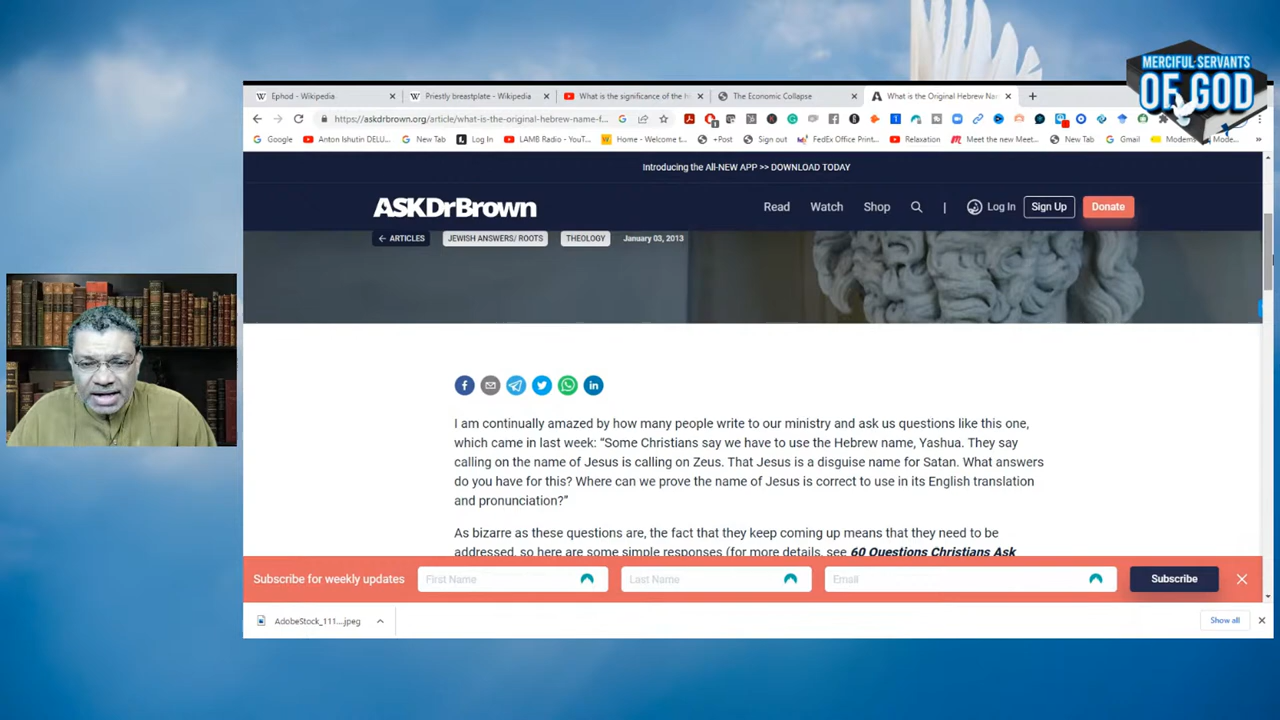 MERCIFUL-SERVANTS
OF GOD
Ephod - Wikipedia
Priestly breastplate - Wikipedia
What is the significance of the H
The Economic Collapse
What is the Original Hebrew Na
https://askdrbrown.org/article/what-is-the-original-hebrew-name-f...
Google
Anton Ishutin DELU...
New Tab
Log In
LAMB Radio - YouT...
Home - Welcome t...
+Post
Sign out
FedEx Office Print...
Relaxation
Meet the new Meet...
New Tab
Gmail
Modem
Mode...
Introducing the All-NEW APP >> DOWNLOAD TODAY
ASKDrBrown
Read
Watch
Shop
|
Log In
Sign Up
Donate
← ARTICLES
JEWISH ANSWERS/ ROOTS
THEOLOGY
January 03, 2013
I am continually amazed by how many people write to our ministry and ask us questions like this one,
which came in last week: “Some Christians say we have to use the Hebrew name, Yashua. They say
calling on the name of Jesus is calling on Zeus. That Jesus is a disguise name for Satan. What answers
do you have for this? Where can we prove the name of Jesus is correct to use in its English translation
and pronunciation?”
As bizarre as these questions are, the fact that they keep coming up means that they need to be
addressed, so here are some simple responses (for more details, see 60 Questions Christians Ask
Subscribe for weekly updates
First Name
Last Name
Email
Subscribe
AdobeStock_111....jpeg
Show all